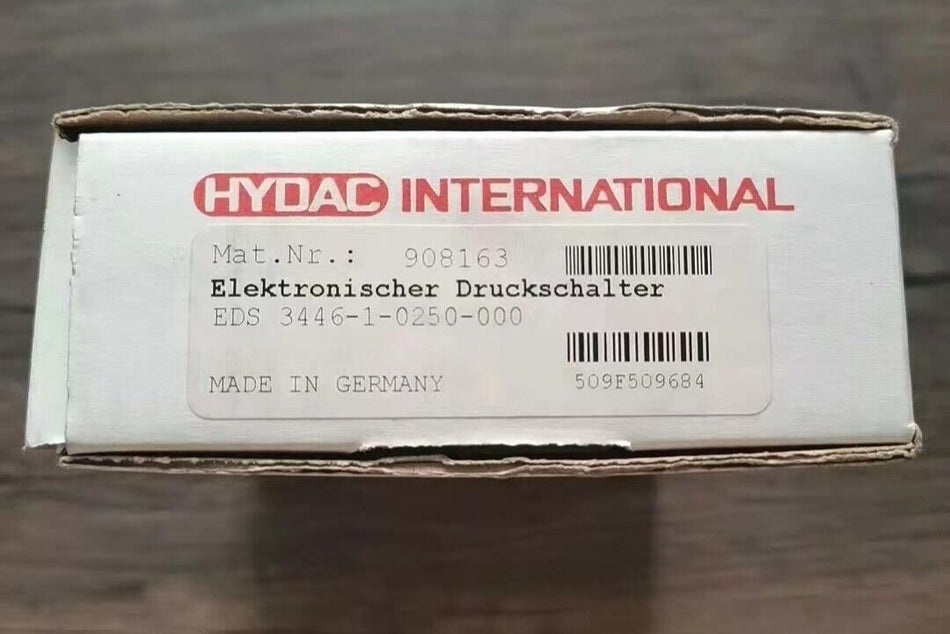 HYDAC INTERNATIONAL
Mat.Nr.: 908163
Elektronischer Druckschalter
EDS 3446-1-0250-000
MADE IN GERMANY 509F509684